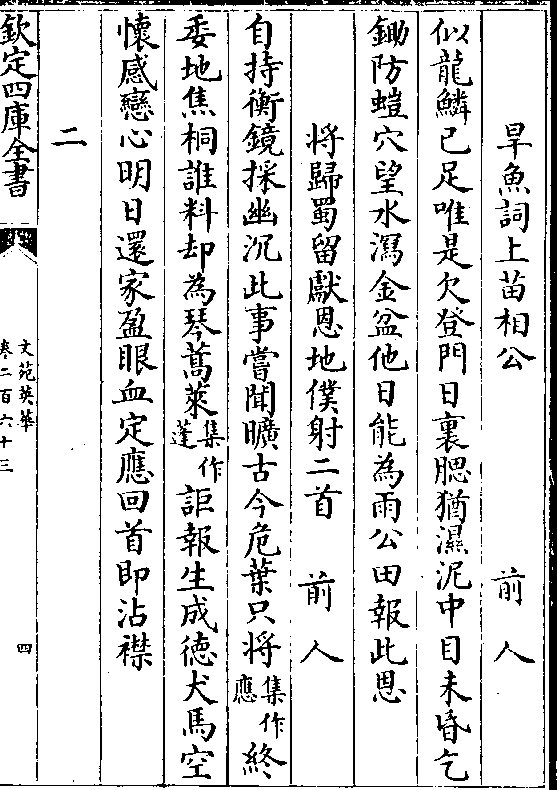 旱魚詞上苗相公　前人
似龍鱗已足唯是欠登門日裏腮猶濕泥中目未昏乞
鋤防螘穴望水瀉金盆他日能為雨公田報此恩
將歸蜀留獻恩地僕射二首　前人
自持衡鏡採幽沉此事嘗聞曠古今危葉只將集作應終
委地焦桐誰料却為琴蒿萊集作蓬詎報生成德犬馬空
懷感戀心明日還家盈眼血定應回首即沾襟
二
欽定四庫全書
文苑英華
卷二百六十三
四